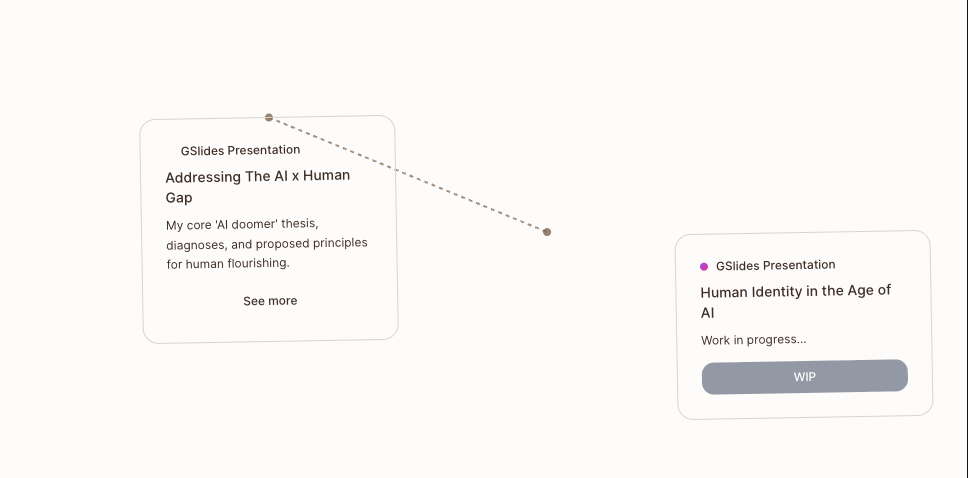 GSlides Presentation
Addressing The AI x Human
Gap
My core 'AI doomer' thesis,
diagnoses, and proposed principles
for human flourishing.
See more
GSlides Presentation
Human Identity in the Age of
AI
Work in progress...
WIP